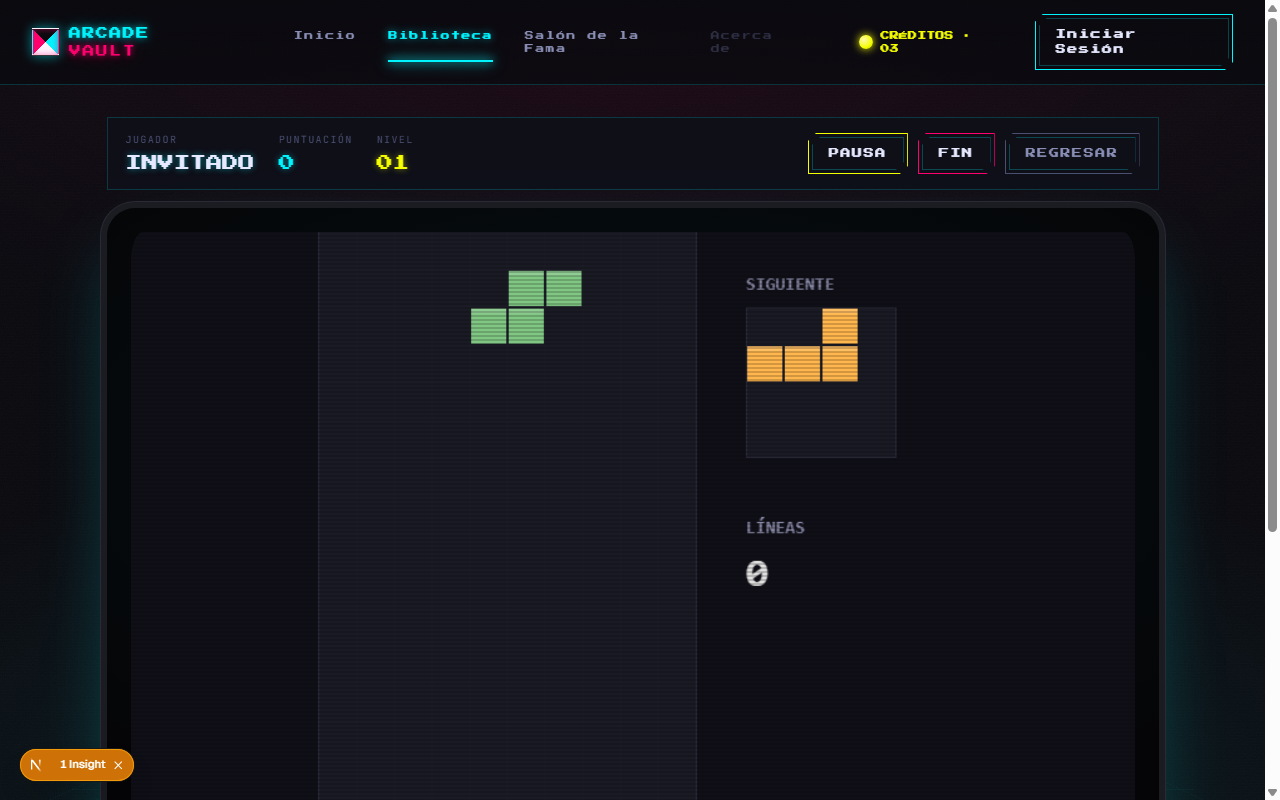 ARCADE
VAULT
Inicio
Biblioteca
Salón de la
Fama
Acerca
de
CRéDITOS ·
03
Iniciar
Sesión
JUGADOR
INVITADO
PUNTUACIÓN
0
NIVEL
01
PAUSA
FIN
REGRESAR
SIGUIENTE
LÍNEAS
0
1 Insight